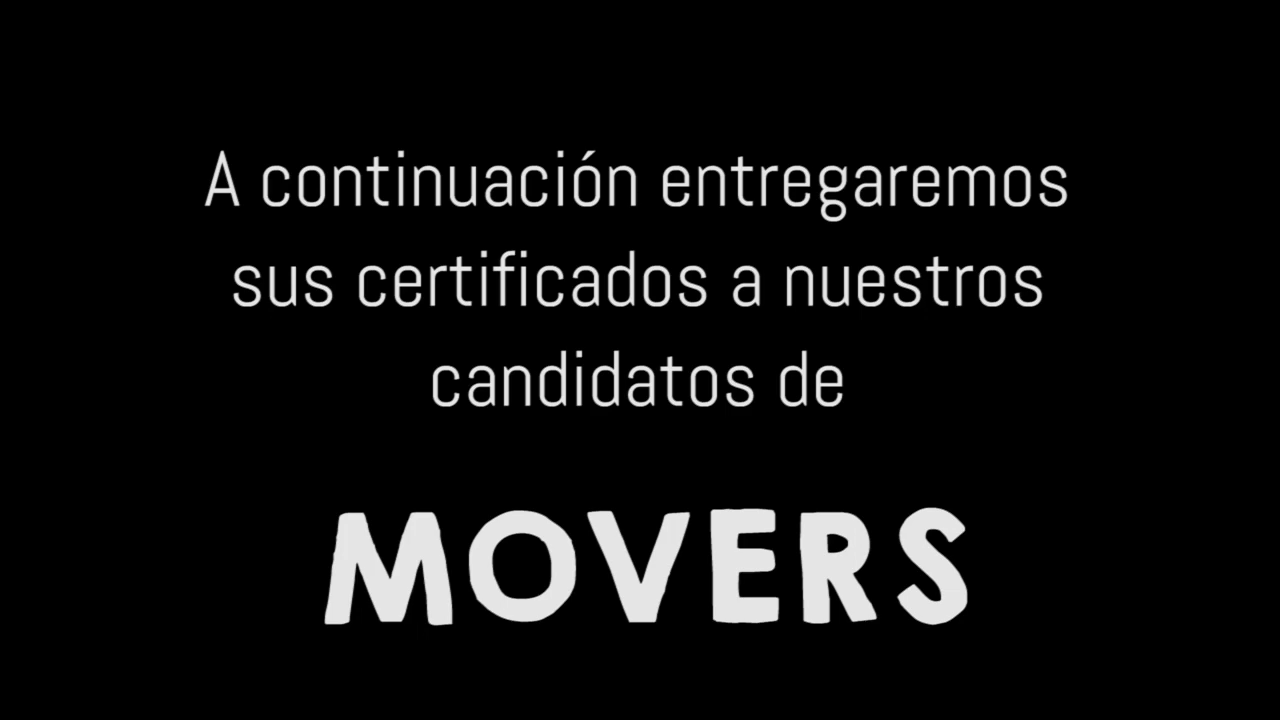 A continuación entregaremos
sus certificados a nuestros
candidatos de
MOVERS